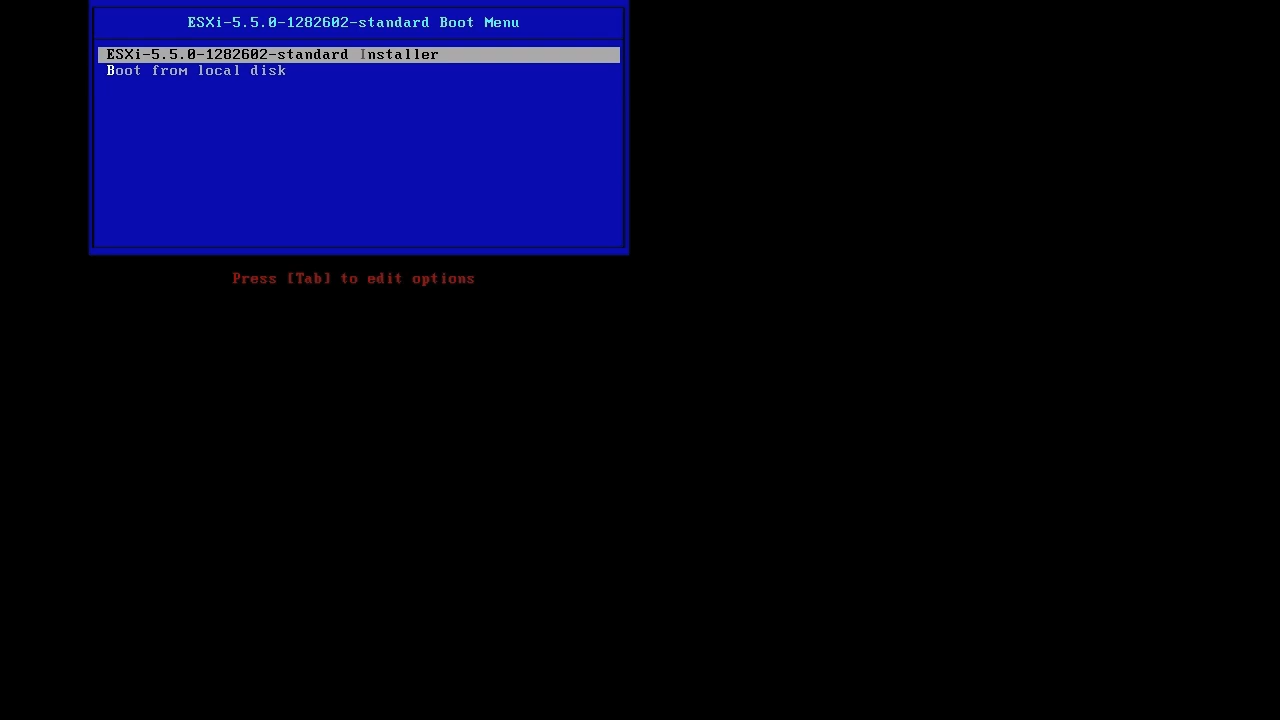 ESXi-5.5.0-1282602-standard Boot Menu
ESXi-5.5.0-1282602-standard Installer
Boot from local disk
Press [Tab] to edit options